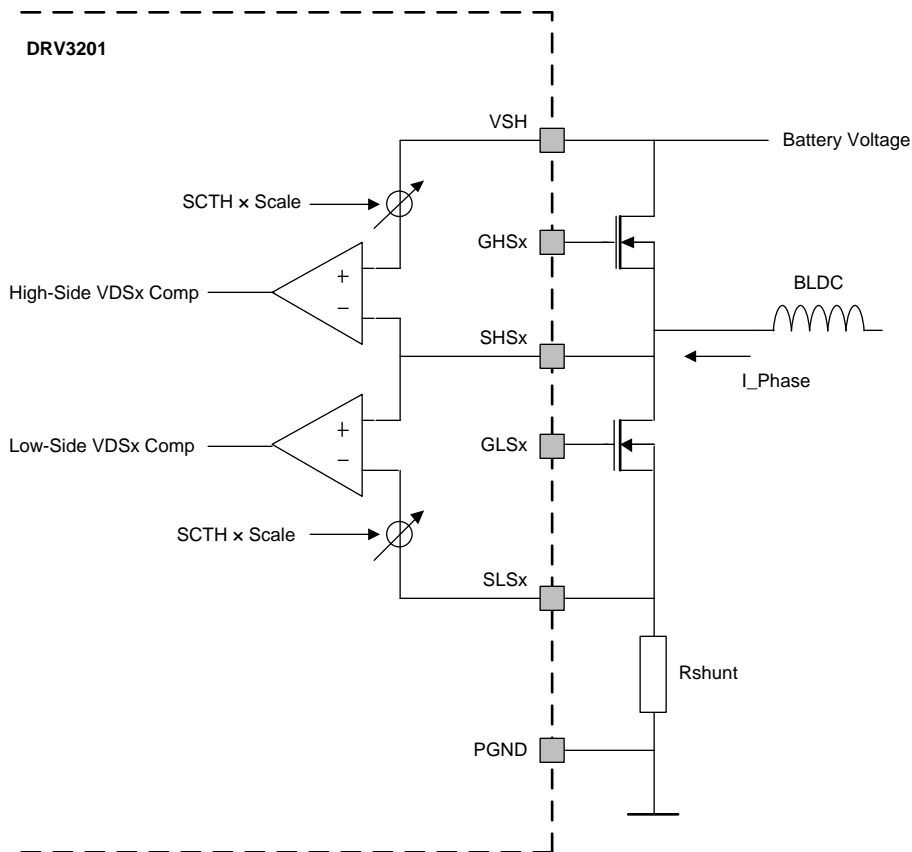 DRV3201
VSH
Battery Voltage
SCTH × Scale
GHSx
+
−
High-Side VDSx Comp
BLDC
SHSx
I_Phase
+
−
Low-Side VDSx Comp
GLSx
SCTH × Scale
SLSx
Rshunt
PGND